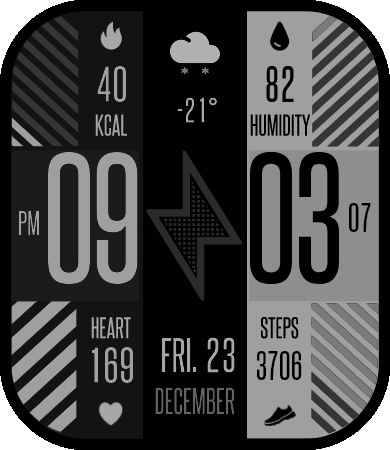 40
KCAL
-21°
82
HUMIDITY
PM 09 03 07
HEART
169
FRI. 23
DECEMBER
STEPS
3706